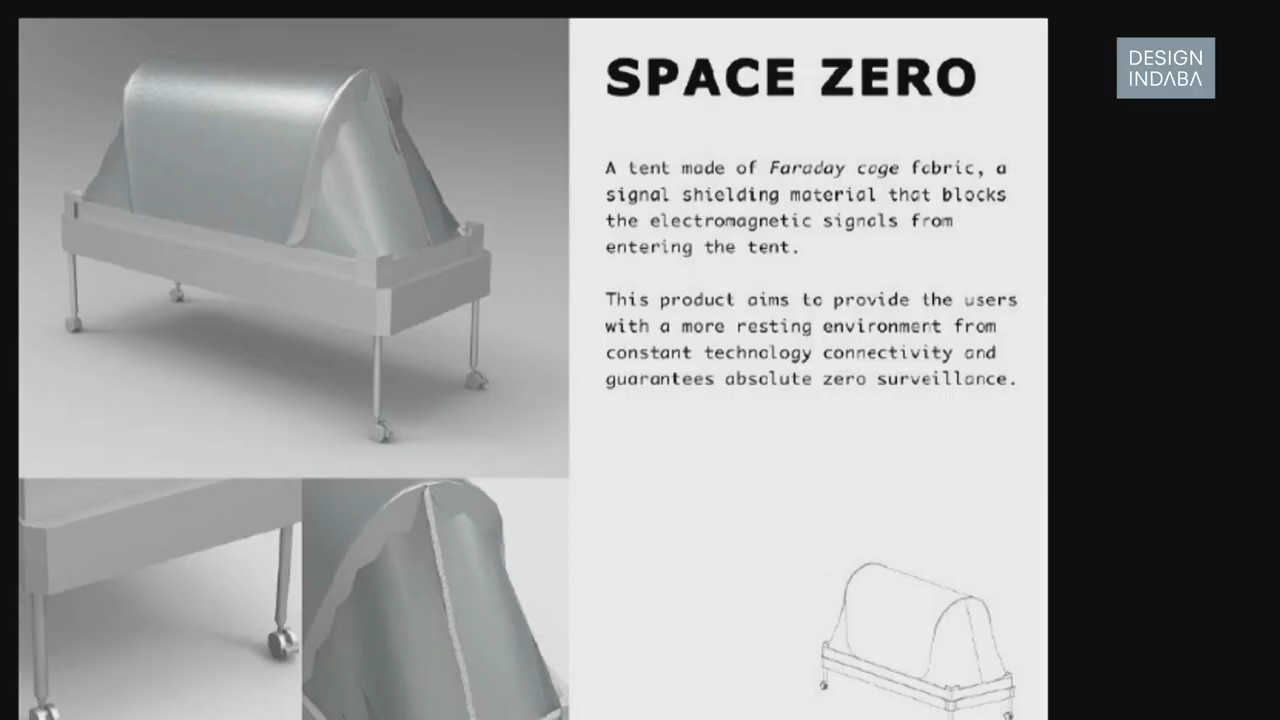 SPACE ZERO
DESIGN
INDABA
A tent made of Faraday cage fabric, a
signal shielding material that blocks
the electromagnetic signals from
entering the tent.
This product aims to provide the users
with a more resting environment from
constant technology connectivity and
guarantees absolute zero surveillance.